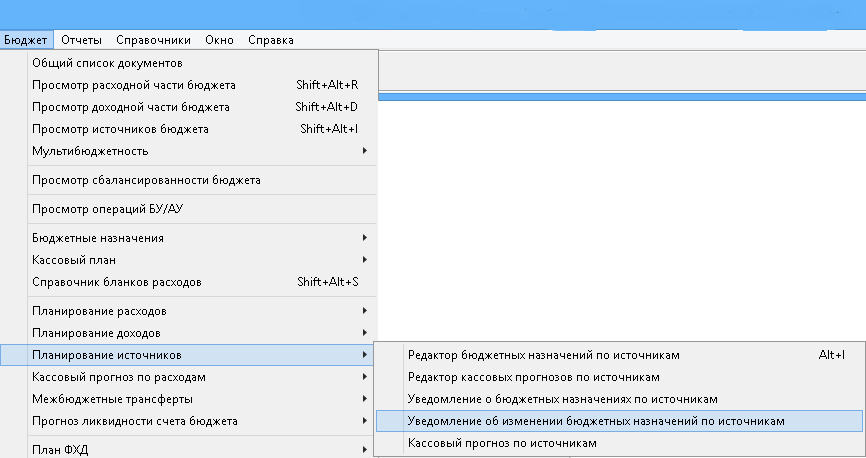 Бюджет Отчеты Справочники Окно Справка
Общий список документов
Просмотр расходной части бюджета Shift+Alt+R
Просмотр доходной части бюджета Shift+Alt+D
Просмотр источников бюджета Shift+Alt+I
Мультибюджетность
Просмотр сбалансированности бюджета
Просмотр операций БУ/АУ
Бюджетные назначения
Кассовый план
Справочник бланков расходов Shift+Alt+S
Планирование расходов
Планирование доходов
Планирование источников
Кассовый прогноз по расходам
Межбюджетные трансферты
Прогноз ликвидности счета бюджета
План ФХД
Редактор бюджетных назначений по источникам Alt+I
Редактор кассовых прогнозов по источникам
Уведомление о бюджетных назначениях по источникам
Уведомление об изменении бюджетных назначений по источникам
Кассовый прогноз по источникам